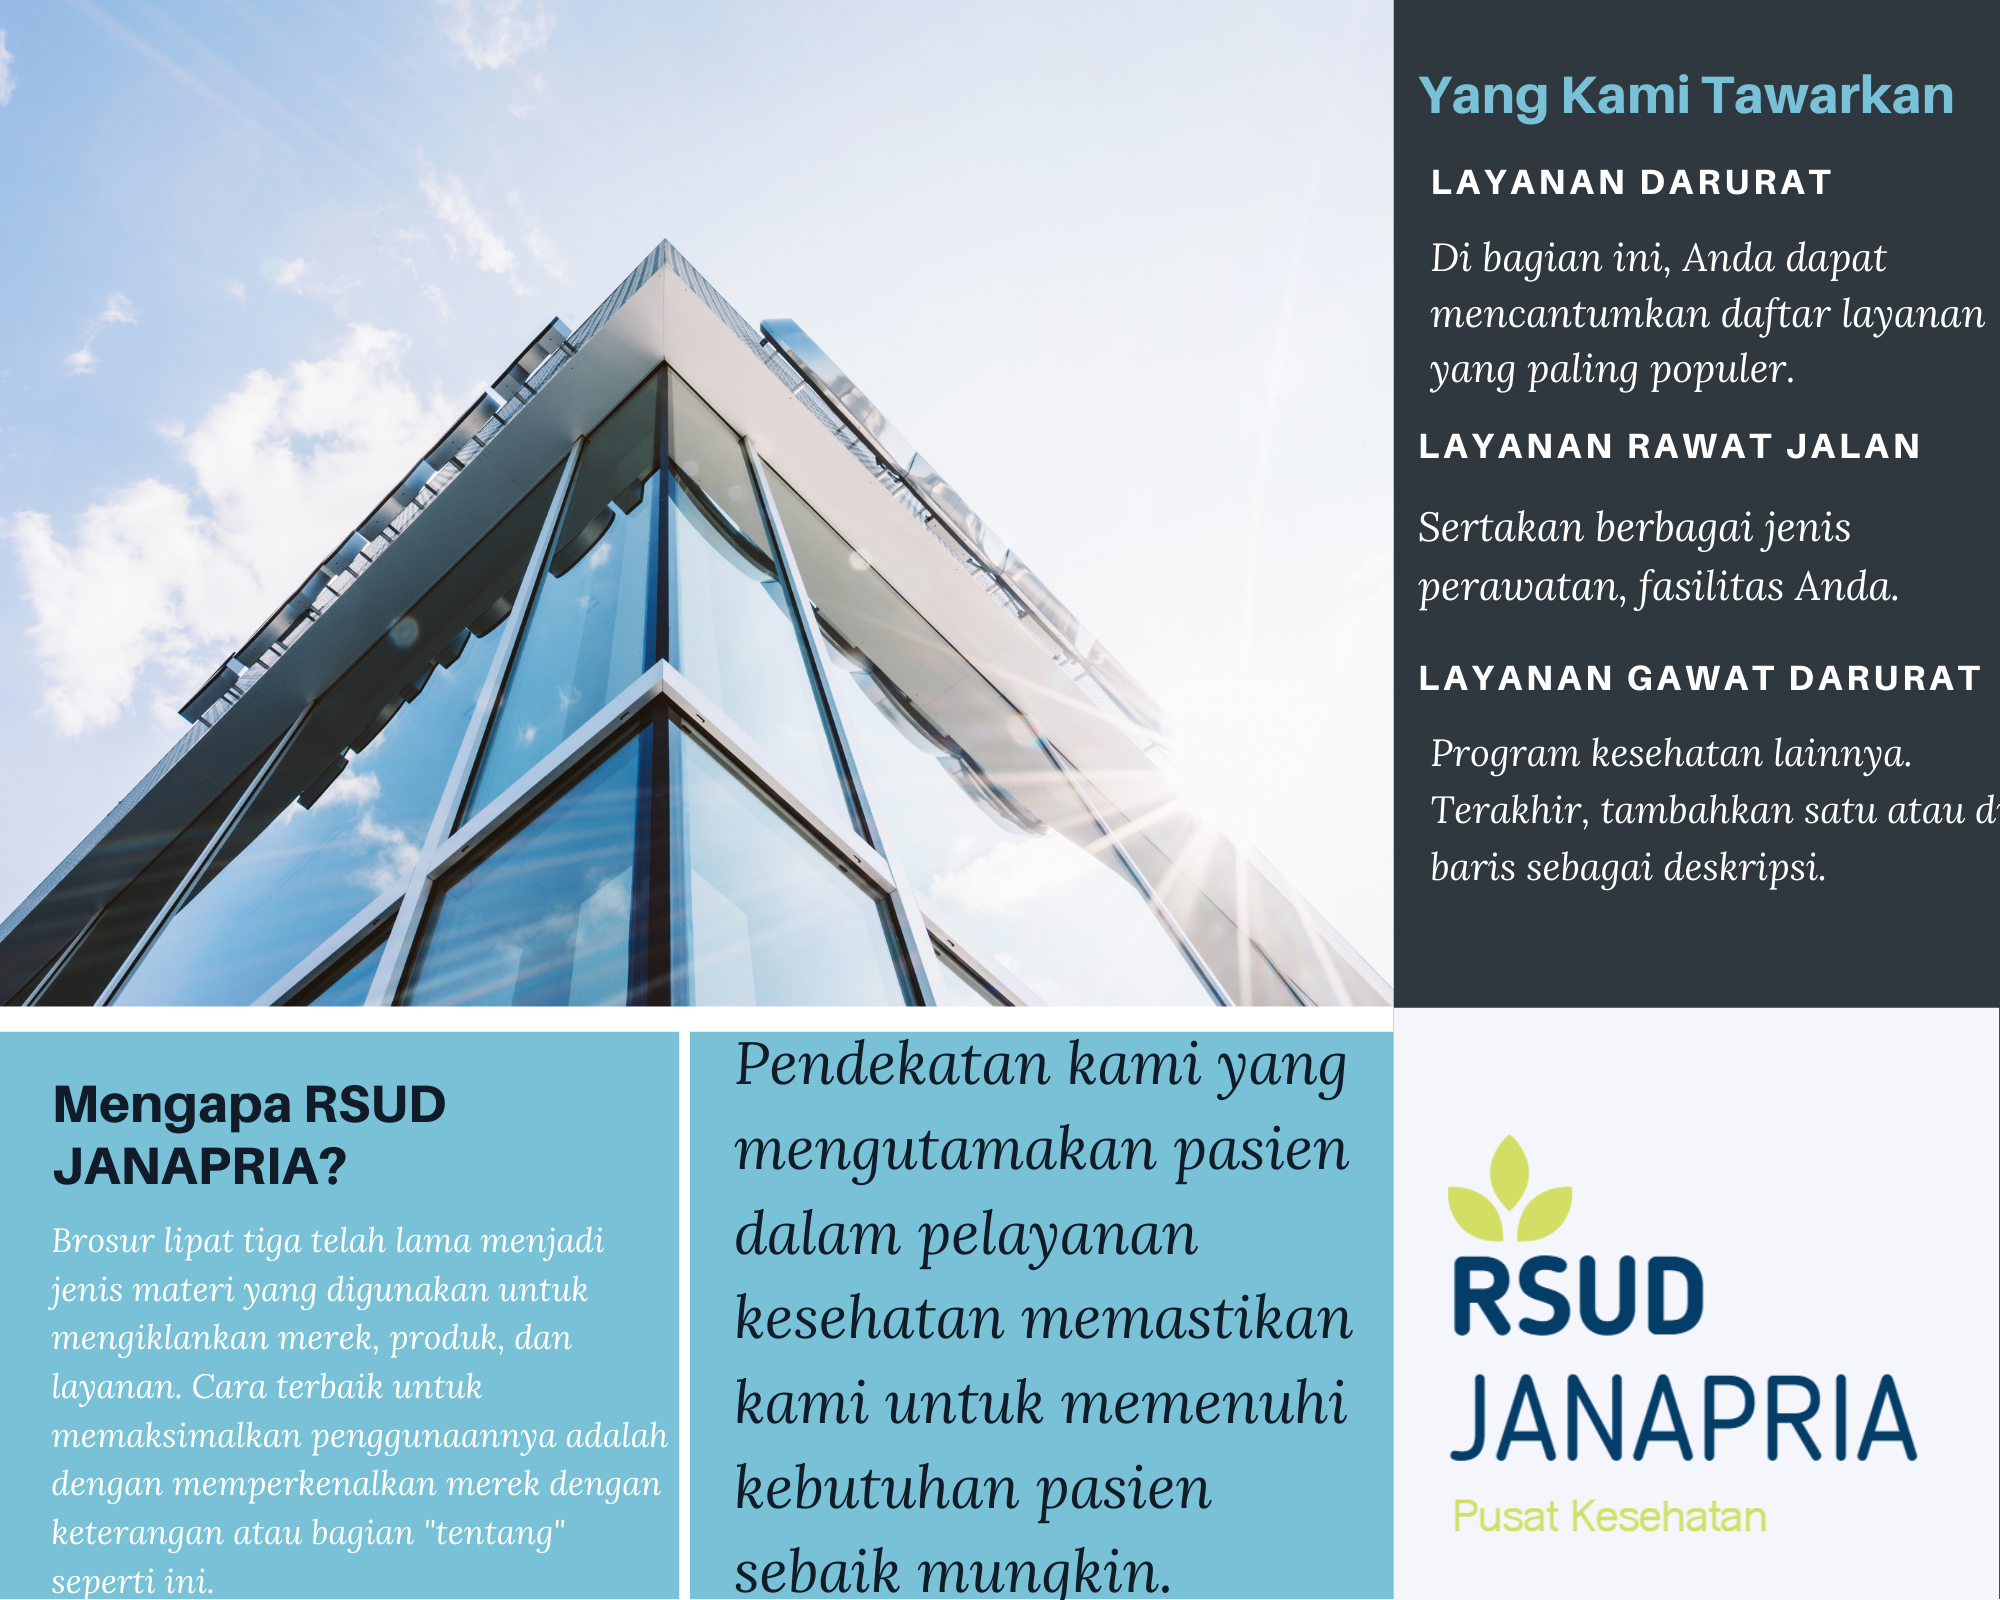 Yang Kami Tawarkan
LAYANAN DARURAT
Di bagian ini, Anda dapat
mencantumkan daftar layanan
yang paling populer.
LAYANAN RAWAT JALAN
Sertakan berbagai jenis
perawatan, fasilitas Anda.
LAYANAN GAWAT DARURAT
Program kesehatan lainnya.
Terakhir, tambahkan satu atau
baris sebagai deskripsi.
Mengapa RSUD
JANAPRIA?
Brosur lipat tiga telah lama menjadi
jenis materi yang digunakan untuk
mengiklankan merek, produk, dan
layanan. Cara terbaik untuk
memaksimalkan penggunaannya adalah
dengan memperkenalkan merek dengan
keterangan atau bagian "tentang"
seperti ini.
Pendekatan kami yang
mengutamakan pasien
dalam pelayanan
kesehatan memastikan
kami untuk memenuhi
kebutuhan pasien
sebaik mungkin.
RSUD
JANAPRIA
Pusat Kesehatan